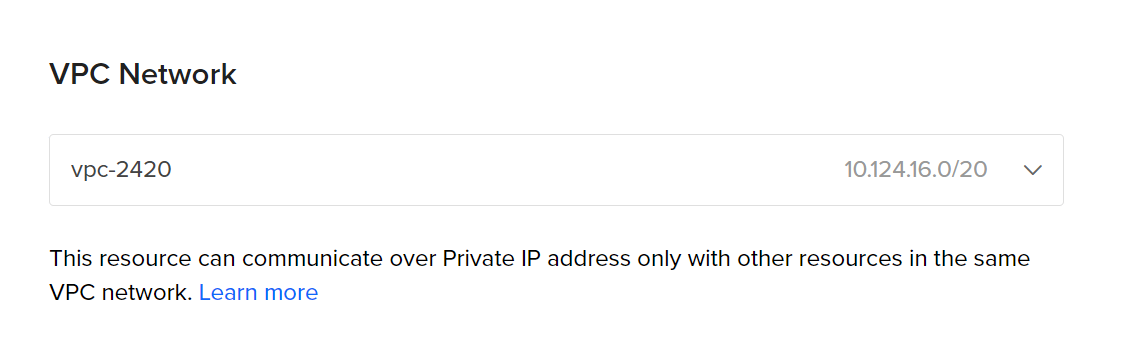 VPC Network
vpc-2420 10.124.16.0/20
This resource can communicate over Private IP address only with other resources in the same
VPC network. Learn more